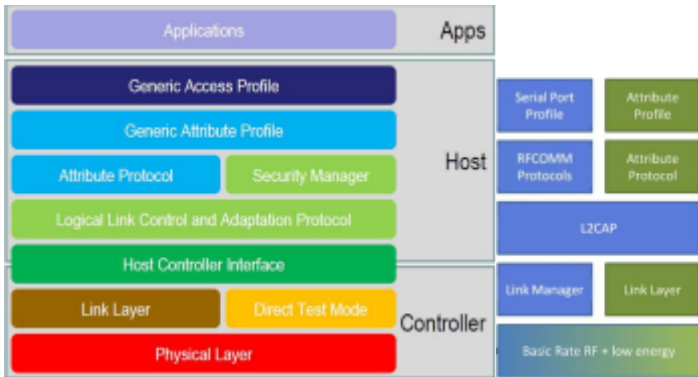 Applications
Apps
Generic Access Profile
Generic Attribute Profile
Attribute Protocol
Security Manager
Host
Logical Link Control and Adaptation Protocol
Host Controller Interface
Link Layer
Direct Test Mode
Controller
Physical Layer
Serial Port
Profile
Attribute
Profile
RFCOMM
Protocols
Attribute
Protocol
L2CAP
Link Manager
Link Layer
Basic Rate RF + low energy